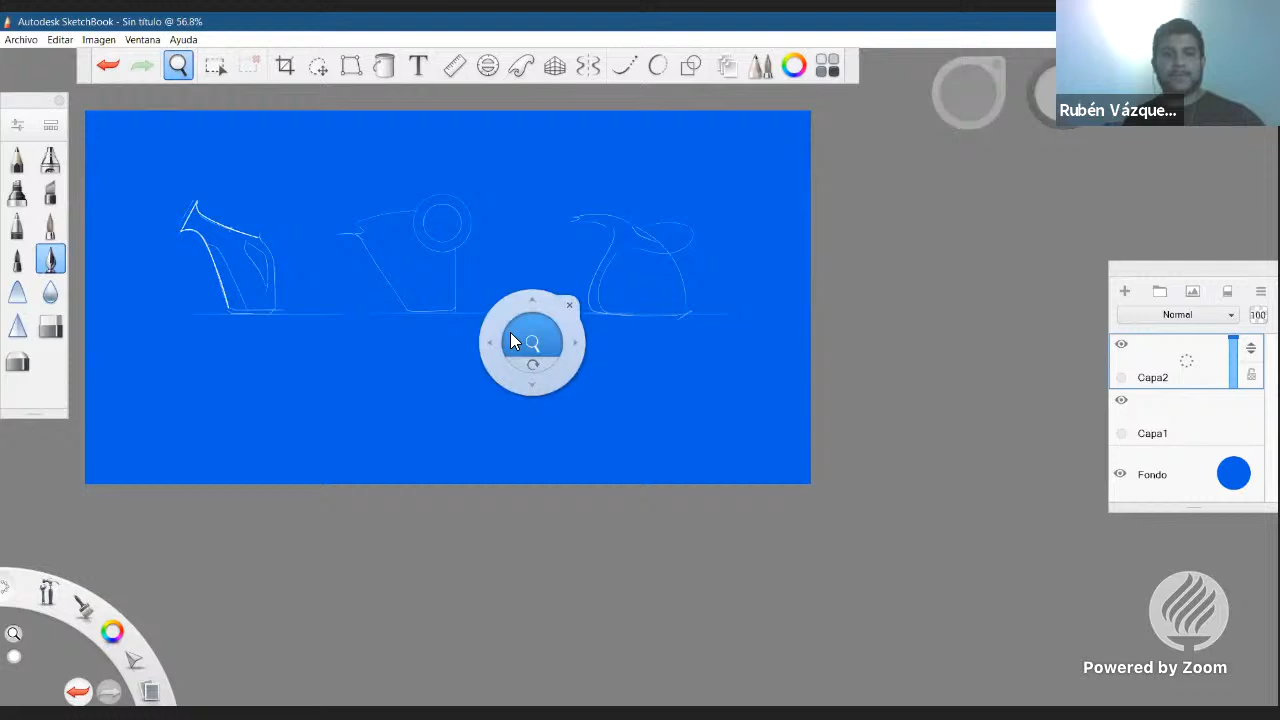 Autodesk SketchBook - Sin título @ 56.8%
Archivo Editar Imagen Ventana Ayuda
T
Rubén Vázque...
Normal
100
Capa2
Capa1
Fondo
Powered by Zoom